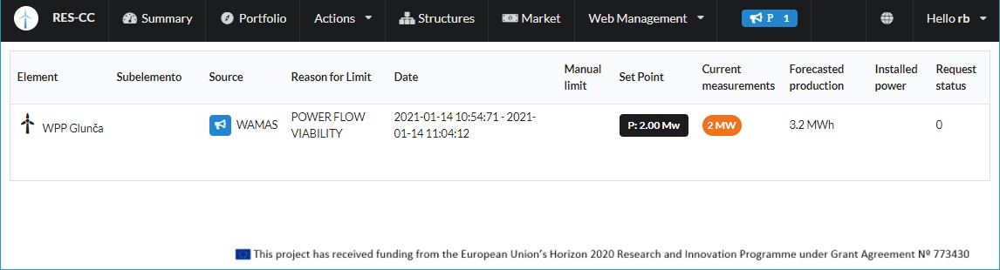 RES-CC Summary Portfolio Actions Structures Market Web Management P 1 Hello rb
Element Subelemento Source Reason for Limit Date Manual limit Set Point Current measurements Forecasted production Installed power Request status
WPP Glunča WAMAS POWER FLOW VIABILITY 2021-01-14 10:54:71 - 2021-01-14 11:04:12 P: 2.00 Mw 2 MW 3.2 MWh 0
This project has received funding from the European Union's Horizon 2020 Research and Innovation Programme under Grant Agreement Nº 773430